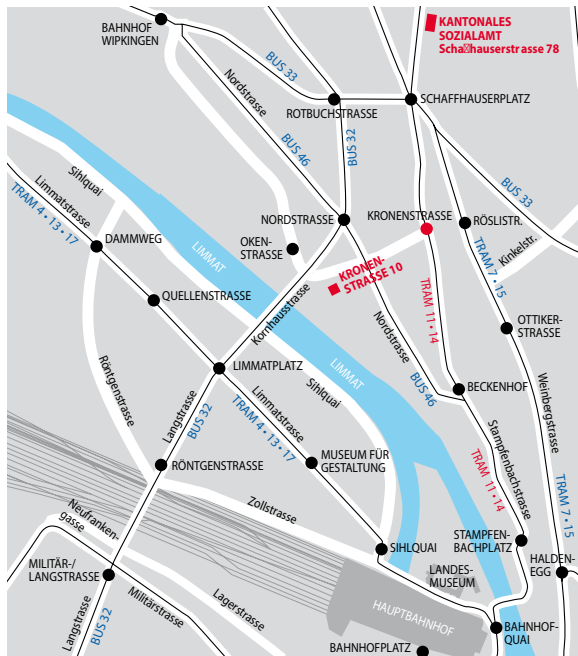 KANTONALES
SOZIALAMT
BAHNHOF
WIPKINGEN
BUS 33
Nordstrasse
ROTBUCHSTRASSE
SCHAFFHAUSERPLATZ
BUS 46
BUS 32
Sihlquai
Limmatstrasse
TRAM 4 • 13 • 17
BUS 33
NORDSTRASSE
KRONENSTRASSE
RÖSLISTR.
DAMMWEG
LIMMAT
OKEN-
STRASSE
Kinkelstr.
KRONEN-
STRASSE 10
TRAM 7 • 15
QUELLENSTRASSE
Kornhausstrasse
TRAM 11 • 14
Nordstrasse
OTTIKER-
STRASSE
Röntgenstrasse
LIMMATPLATZ
LIMMAT
Sihlquai
BUS 46
BECKENHOF
Weinbergstrasse
Langstrasse
BUS 32
Limmatstrasse
TRAM 4 • 13 • 17
Stampfenbachstrasse
MUSEUM FÜR
GESTALTUNG
RÖNTGENSTRASSE
TRAM 11 • 14
TRAM 7 • 15
Neufranken-
gasse
Zollstrasse
SIHLQUAI
STAMPFEN-
BACHPLATZ
HALDEN-
EGG
MILITÄR-/
LANGSTRASSE
LANDES-
MUSEUM
Militärstrasse
Lagerstrasse
HAUPTBAHNHOF
Langstrasse
BUS 32
BAHNHOF-
QUAI
BAHNHOFPLATZ